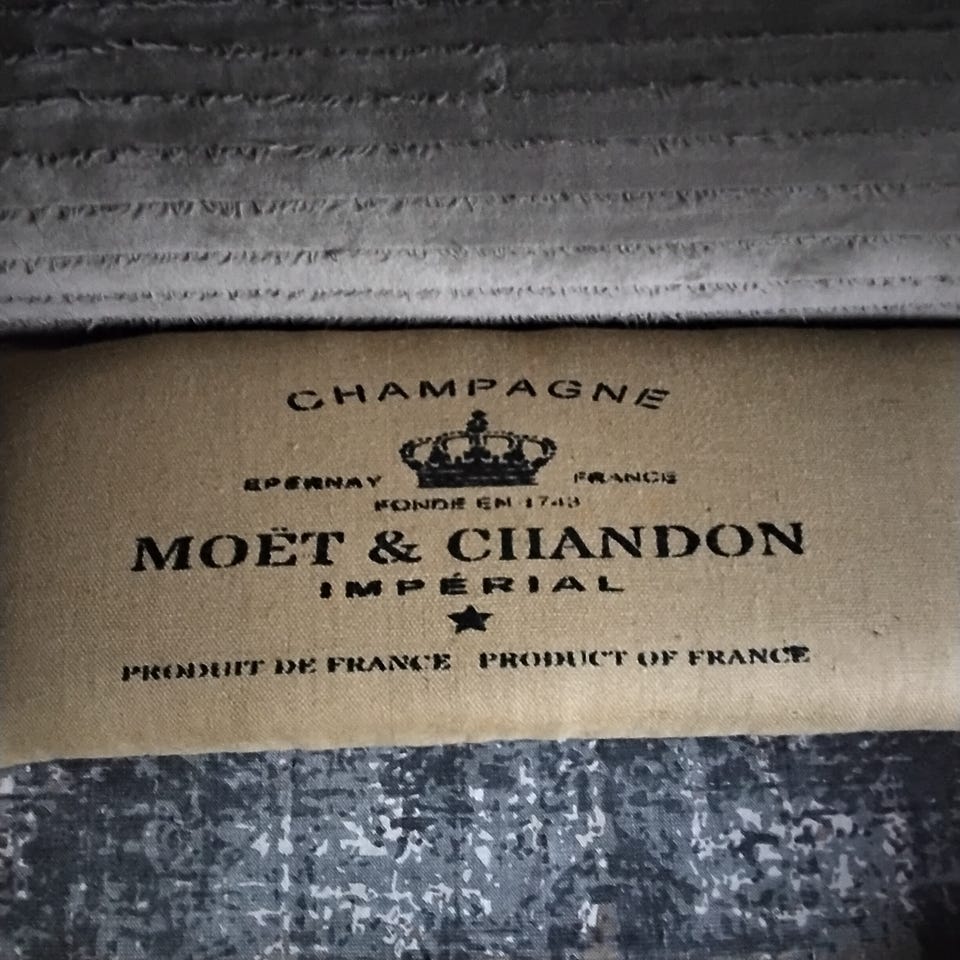 CHAMPAGNE
EPERNAY FRANCE
FONDE EN 1743
MOËT & CHANDON
IMPÉRIAL
PRODUIT DE FRANCE PRODUCT OF FRANCE